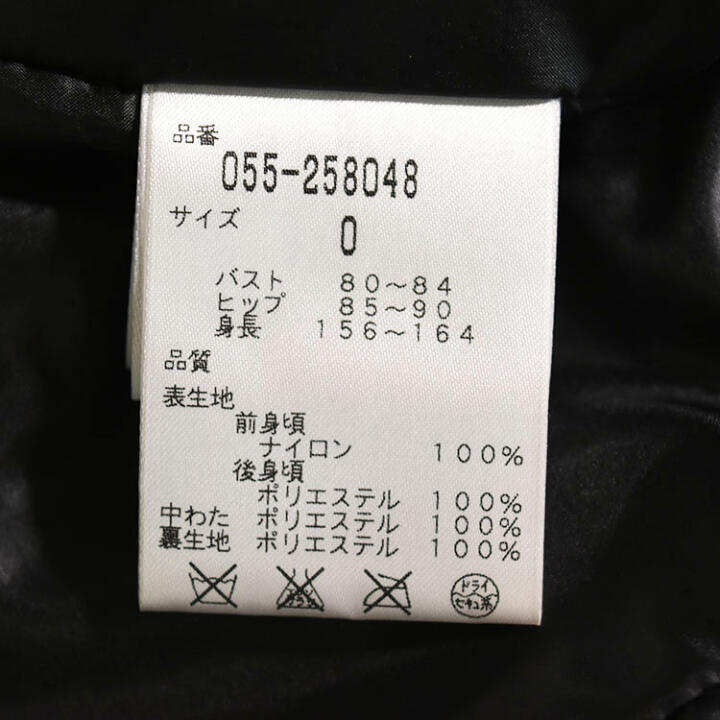 品番
055-258048
サイズ
0
バスト 80～84
ヒップ 85～90
身長 156～164
品質
表生地
前身頃
ナイロン 100%
後身頃
ポリエステル 100%
中わた ポリエステル 100%
裏生地 ポリエステル 100%
ドライ
セキユ系